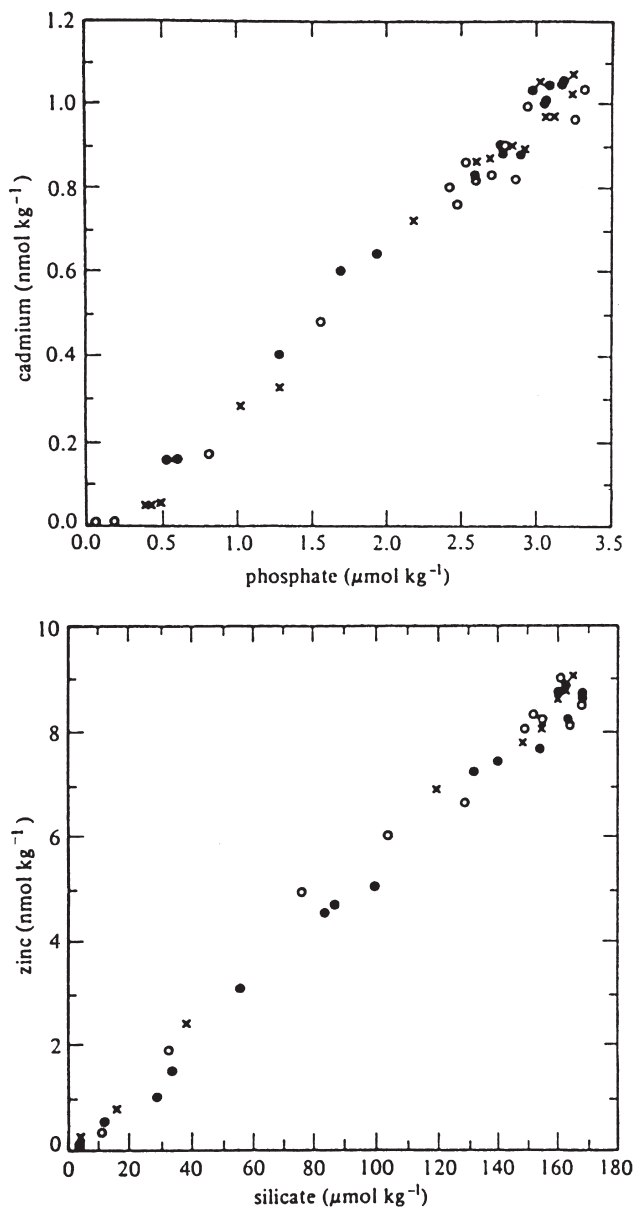 1.2
1.0
0.8
0.6
0.4
0.2
0.0
cadmium (nmol kg⁻¹)
0.0 0.5 1.0 1.5 2.0 2.5 3.0 3.5
phosphate (μmol kg⁻¹)
10
8
6
4
2
0
zinc (nmol kg⁻¹)
0 20 40 60 80 100 120 140 160 180
silicate (μmol kg⁻¹)